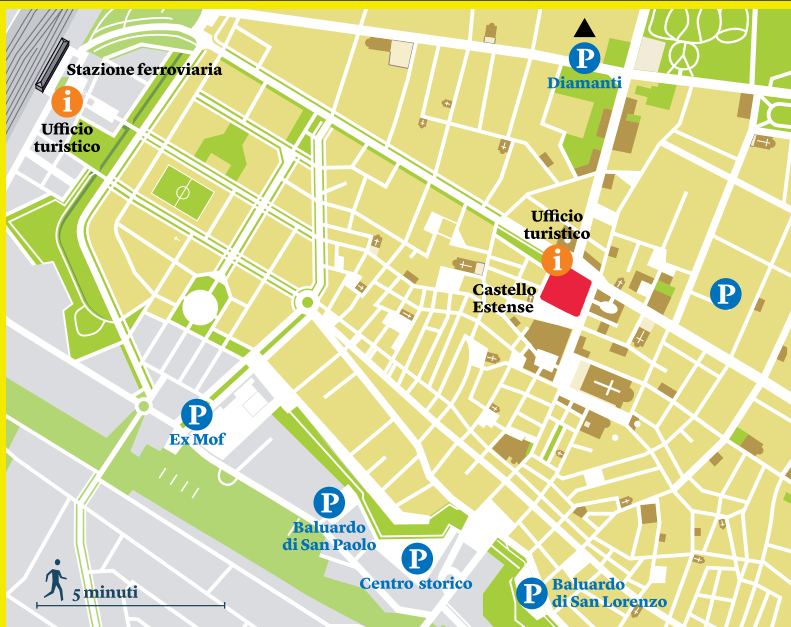 P
Diamanti
Stazione ferroviaria
i
Ufficio
turistico
Ufficio
turistico
i
Castello
Estense
P
P
Ex Mof
P
Baluardo
di San Paolo
P
Centro storico
P
Baluardo
di San Lorenzo
5 minuti